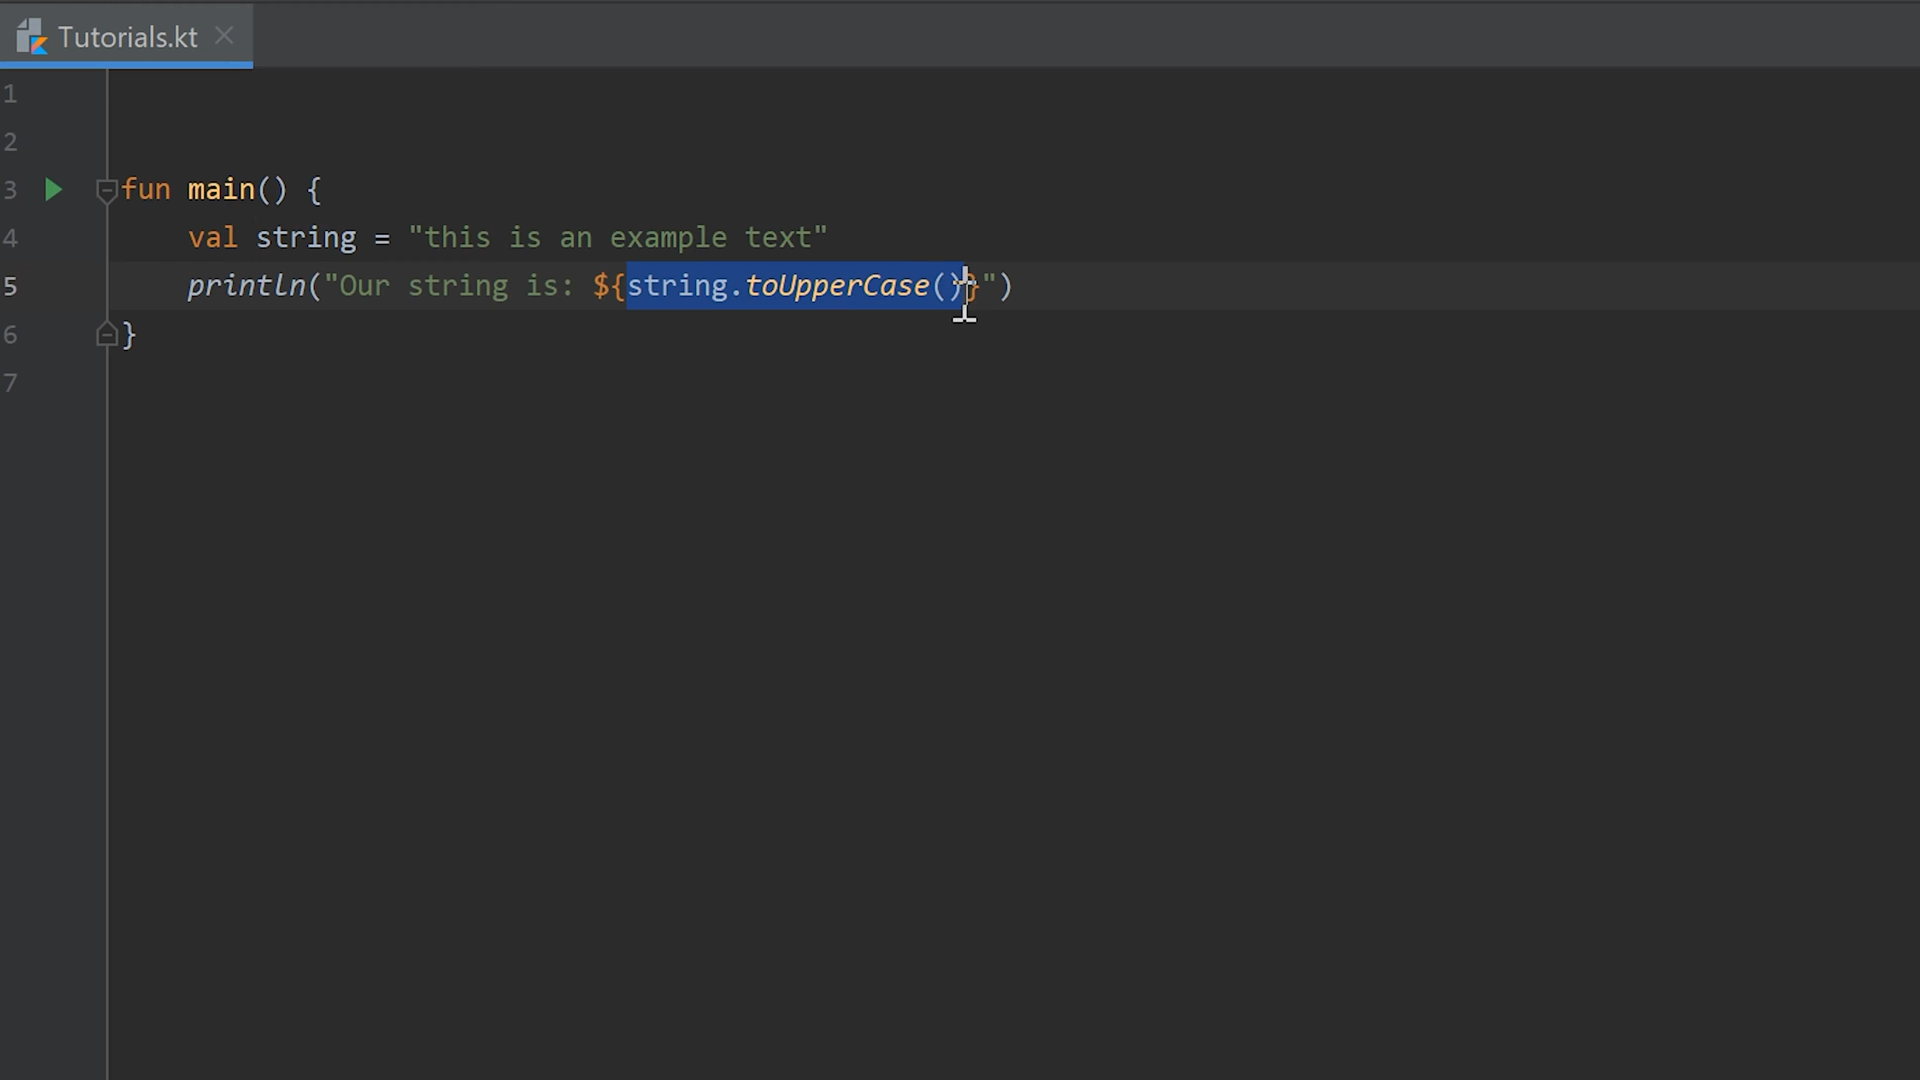 Tutorials.kt
1
2
3 fun main() {
4 val string = "this is an example text"
5 println("Our string is: ${string.toUpperCase()}")
6 }
7